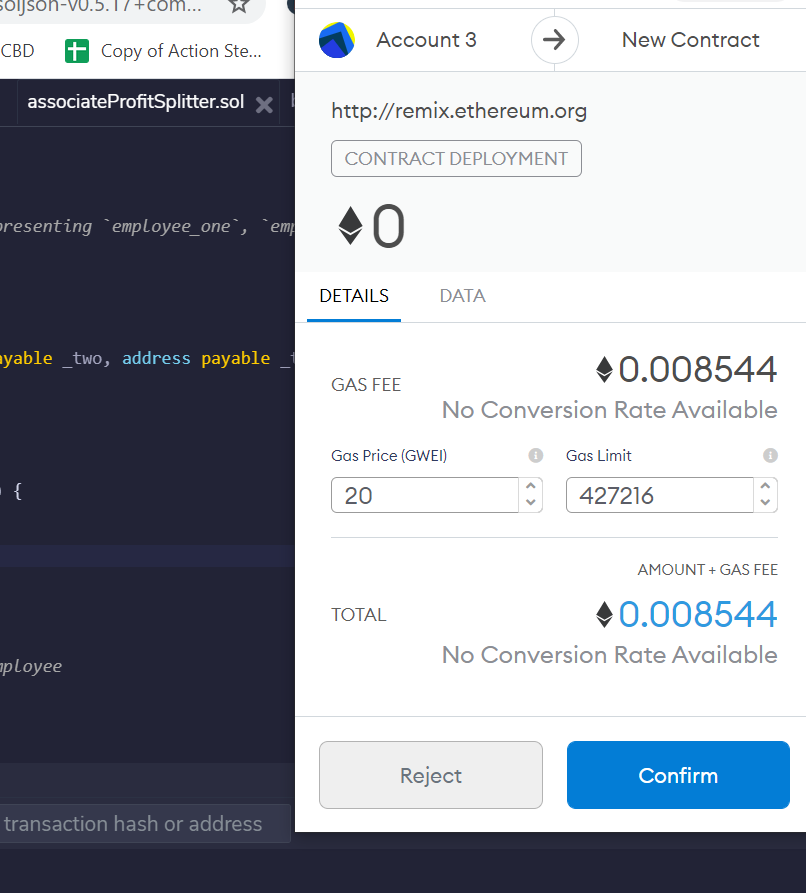 soljson-v0.5.17+com...
CBD
Copy of Action Ste...
associateProfitSplitter.sol
presenting `employee_one`, `emp
ayable _two, address payable _t
) {
mployee
transaction hash or address
Account 3
New Contract
http://remix.ethereum.org
CONTRACT DEPLOYMENT
0
DETAILS
DATA
GAS FEE
0.008544
No Conversion Rate Available
Gas Price (GWEI)
Gas Limit
20
427216
AMOUNT + GAS FEE
TOTAL
0.008544
No Conversion Rate Available
Reject
Confirm